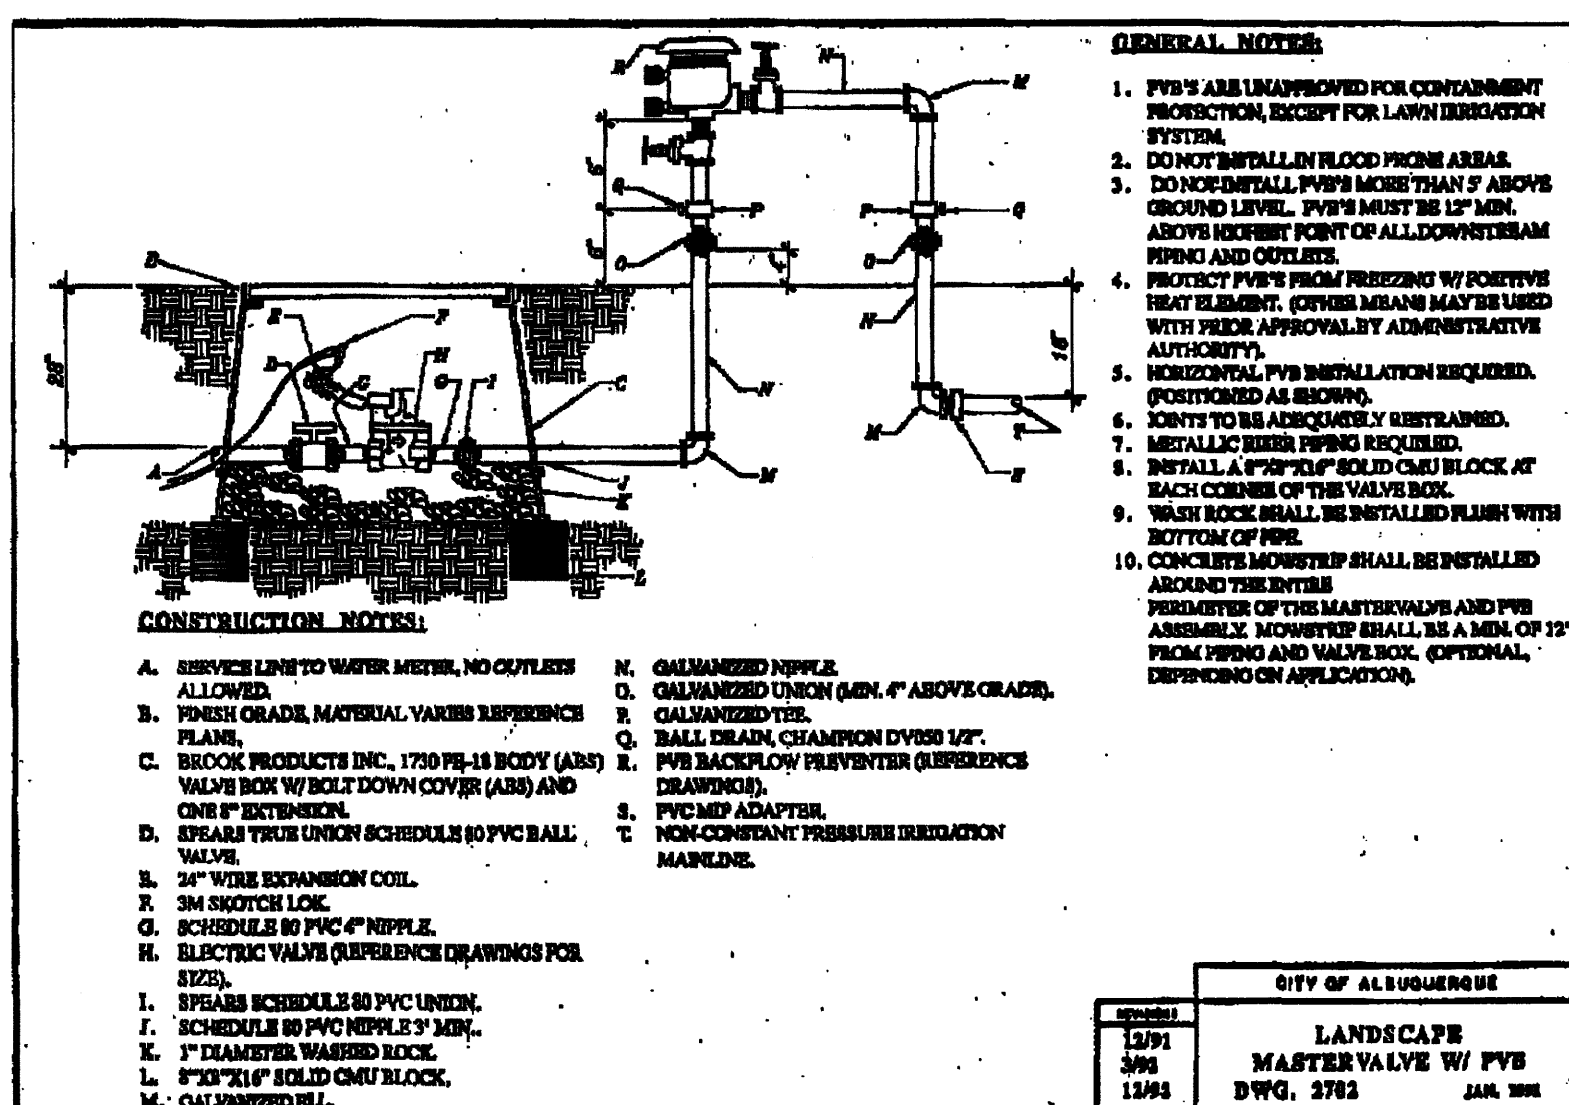 GENERAL NOTES:
1. PVB'S ARE UNAPPROVED FOR CONTAINMENT
PROTECTION, EXCEPT FOR LAWN IRRIGATION
SYSTEM.
2. DO NOT INSTALL IN FLOOD PRONE AREAS.
3. DO NOT INSTALL PVB'S MORE THAN 5' ABOVE
GROUND LEVEL. PVB'S MUST BE 12" MIN.
ABOVE HIGHEST POINT OF ALL DOWNSTREAM
PIPING AND OUTLETS.
4. PROTECT PVB'S FROM FREEZING W/ POSITIVE
HEAT ELEMENT. (OTHER MEANS MAY BE USED
WITH PRIOR APPROVAL BY ADMINISTRATIVE
AUTHORITY).
5. HORIZONTAL PVB INSTALLATION REQUIRED.
(POSITIONED AS SHOWN).
6. JOINTS TO BE ADEQUATELY RESTRAINED.
7. METALLIC RISER PIPING REQUIRED.
8. INSTALL A 8"X8"X16" SOLID CMU BLOCK AT
EACH CORNER OF THE VALVE BOX.
9. WASH ROCK SHALL BE INSTALLED FLUSH WITH
BOTTOM OF PIPE.
10. CONCRETE MOWSTRIP SHALL BE INSTALLED
AROUND THE ENTIRE
PERIMETER OF THE MASTERVALVE AND PVB
ASSEMBLY. MOWSTRIP SHALL BE A MIN. OF 12"
FROM PIPING AND VALVE BOX. (OPTIONAL,
DEPENDING ON APPLICATION).
R
N
M
Q
P
P
Q
O
O
B
E
F
D
G
H
G
I
C
N
N
18"
A
J
M
M
T
K
L
CONSTRUCTION NOTES:
A. SERVICE LINE TO WATER METER, NO OUTLETS
ALLOWED.
B. FINISH GRADE, MATERIAL VARIES REFERENCE
PLANS.
C. BROOK PRODUCTS INC., 1730 PB-18 BODY (ABS)
VALVE BOX W/ BOLT DOWN COVER (ABS) AND
ONE 8" EXTENSION.
D. SPEARS TRUE UNION SCHEDULE 80 PVC BALL
VALVE.
E. 24" WIRE EXPANSION COIL.
F. 3M SKOTCH LOK.
G. SCHEDULE 80 PVC 4" NIPPLE.
H. ELECTRIC VALVE (REFERENCE DRAWINGS FOR
SIZE).
I. SPEARS SCHEDULE 80 PVC UNION.
J. SCHEDULE 80 PVC NIPPLE 3' MIN..
K. 1" DIAMETER WASHED ROCK.
L. 8"X8"X16" SOLID CMU BLOCK.
M. GALVANIZED ELL.
N. GALVANIZED NIPPLE.
O. GALVANIZED UNION (MIN. 4" ABOVE GRADE).
P. GALVANIZED TEE.
Q. BALL DRAIN, CHAMPION DV050 1/2".
R. PVB BACKFLOW PREVENTER (REFERENCE
DRAWINGS).
S. PVC MIP ADAPTER.
T. NON-CONSTANT PRESSURE IRRIGATION
MAINLINE.
CITY OF ALBUQUERQUE
REVISIONS
12/91
LANDSCAPE
MASTERVALVE W/ PVB
DWG. 2702
JAN.